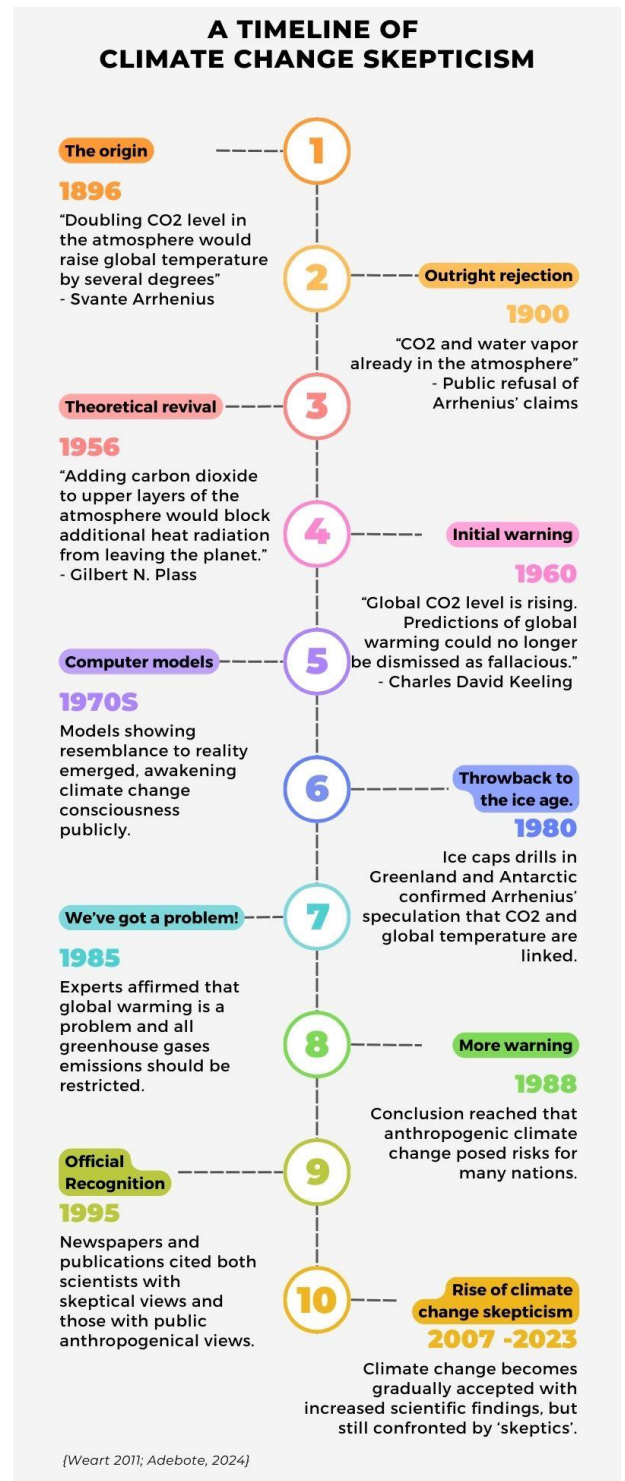 A TIMELINE OF
CLIMATE CHANGE SKEPTICISM
1
The origin
1896
“Doubling CO2 level in
the atmosphere would
raise global temperature
by several degrees”
- Svante Arrhenius
2
Outright rejection
1900
“CO2 and water vapor
already in the atmosphere”
- Public refusal of
Arrhenius’ claims
3
Theoretical revival
1956
“Adding carbon dioxide
to upper layers of the
atmosphere would block
additional heat radiation
from leaving the planet.”
- Gilbert N. Plass
4
Initial warning
1960
“Global CO2 level is rising.
Predictions of global
warming could no longer
be dismissed as fallacious.”
- Charles David Keeling
5
Computer models
1970S
Models showing
resemblance to reality
emerged, awakening
climate change
consciousness
publicly.
6
Throwback to
the ice age.
1980
Ice caps drills in
Greenland and Antarctic
confirmed Arrhenius’
speculation that CO2 and
global temperature are
linked.
7
We’ve got a problem!
1985
Experts affirmed that
global warming is a
problem and all
greenhouse gases
emissions should be
restricted.
8
More warning
1988
Conclusion reached that
anthropogenic climate
change posed risks for
many nations.
9
Official
Recognition
1995
Newspapers and
publications cited both
scientists with
skeptical views and
those with public
anthropogenical views.
10
Rise of climate
change skepticism
2007 -2023
Climate change becomes
gradually accepted with
increased scientific findings, but
still confronted by ‘skeptics’.
{Weart 2011; Adebote, 2024}